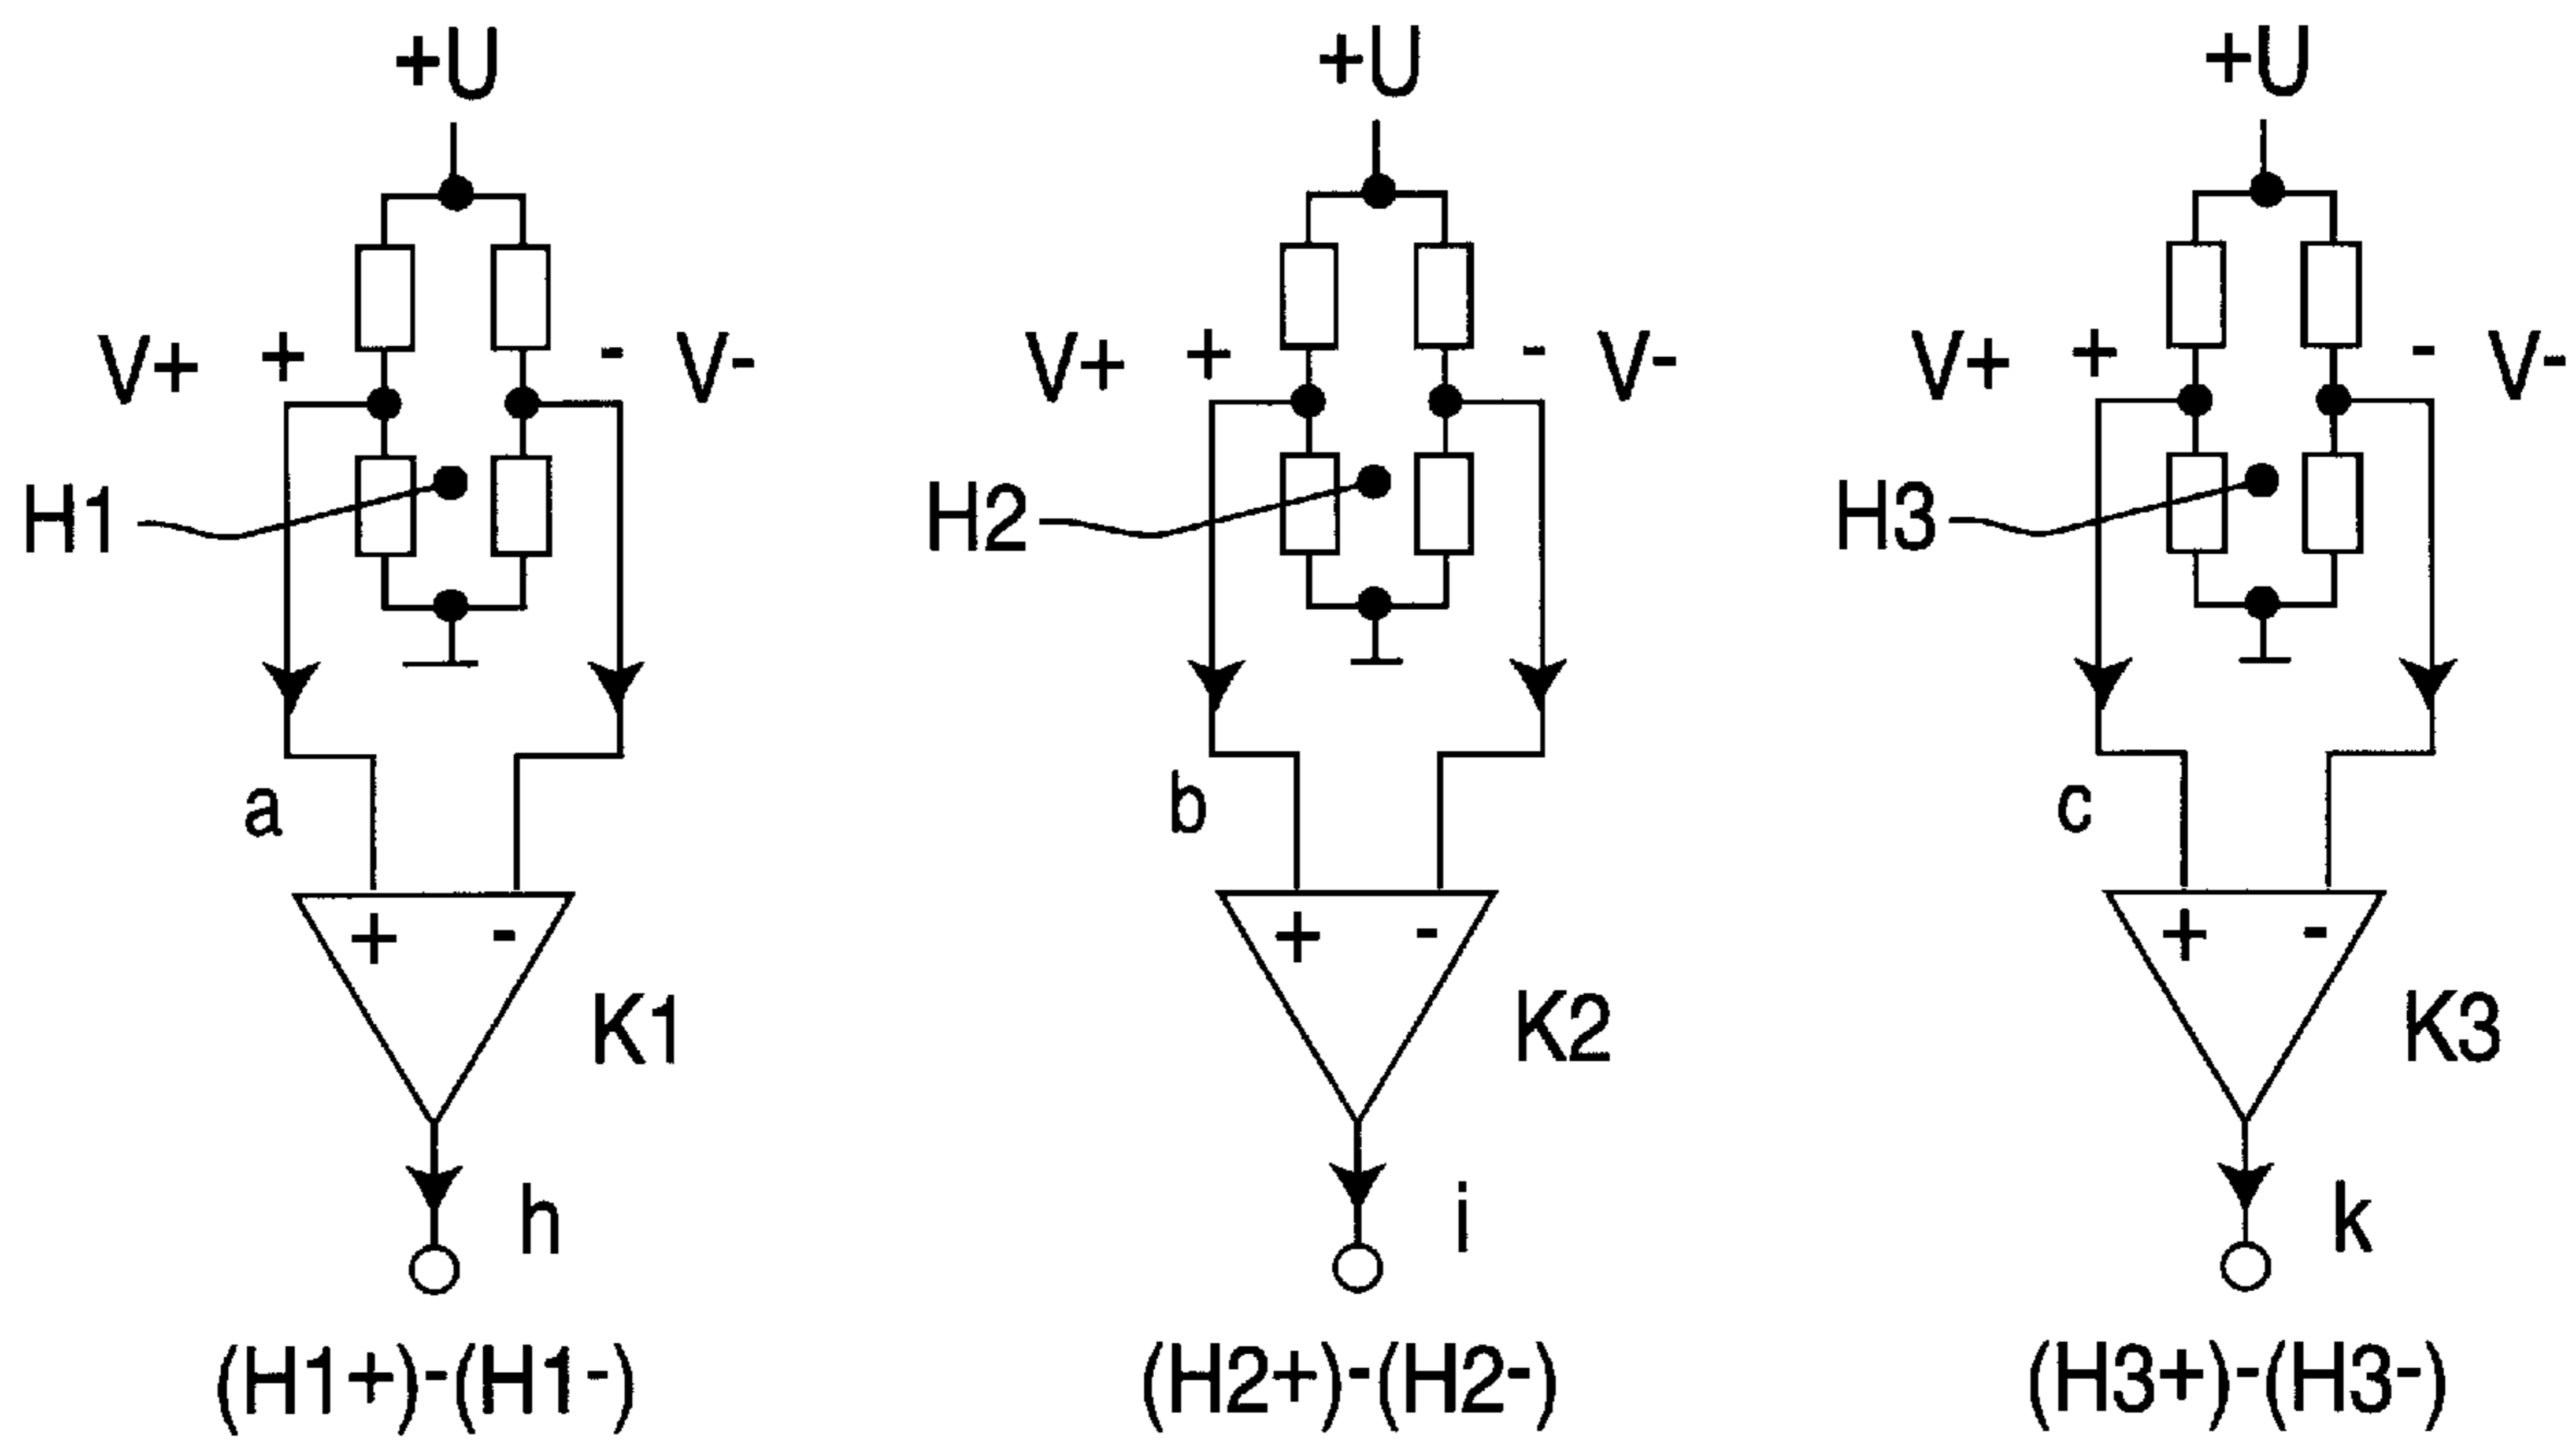 +U +U +U
V+ + - V- V+ + - V- V+ + - V-
H1 H2 H3
a b c
+ - + - + -
K1 K2 K3
h i k
(H1+)-(H1-) (H2+)-(H2-) (H3+)-(H3-)